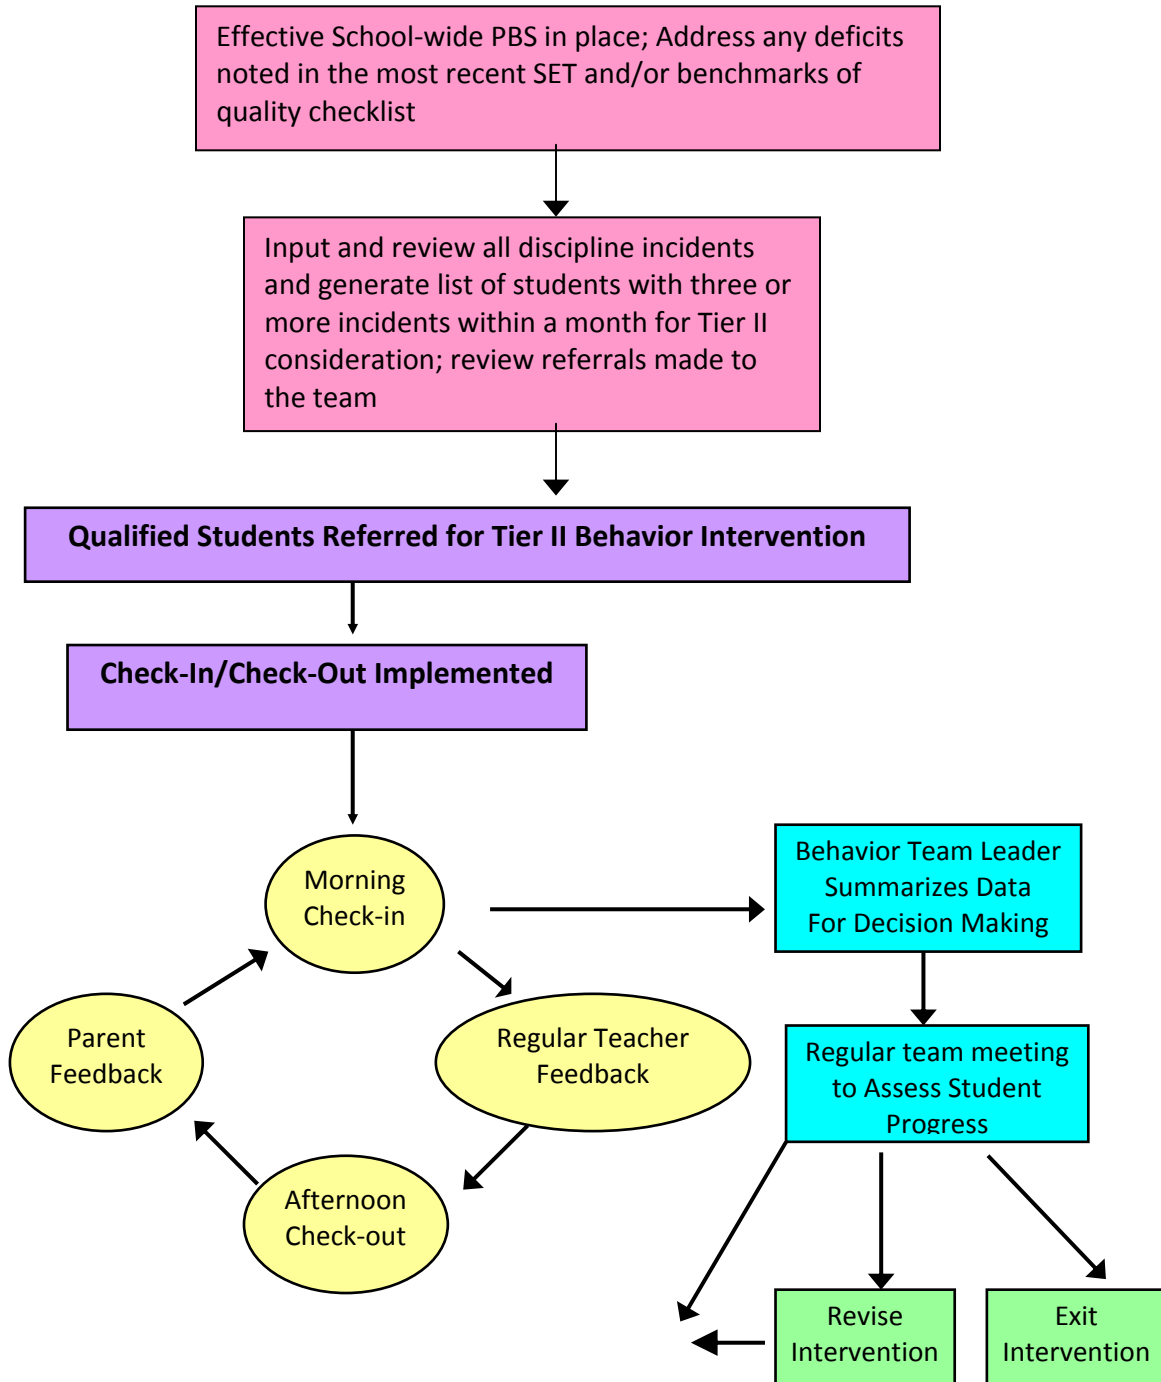 Effective School-wide PBS in place; Address any deficits
noted in the most recent SET and/or benchmarks of
quality checklist
Input and review all discipline incidents
and generate list of students with three or
more incidents within a month for Tier II
consideration; review referrals made to
the team
Qualified Students Referred for Tier II Behavior Intervention
Check-In/Check-Out Implemented
Morning
Check-in
Regular Teacher
Feedback
Afternoon
Check-out
Parent
Feedback
Behavior Team Leader
Summarizes Data
For Decision Making
Regular team meeting
to Assess Student
Progress
Revise
Intervention
Exit
Intervention